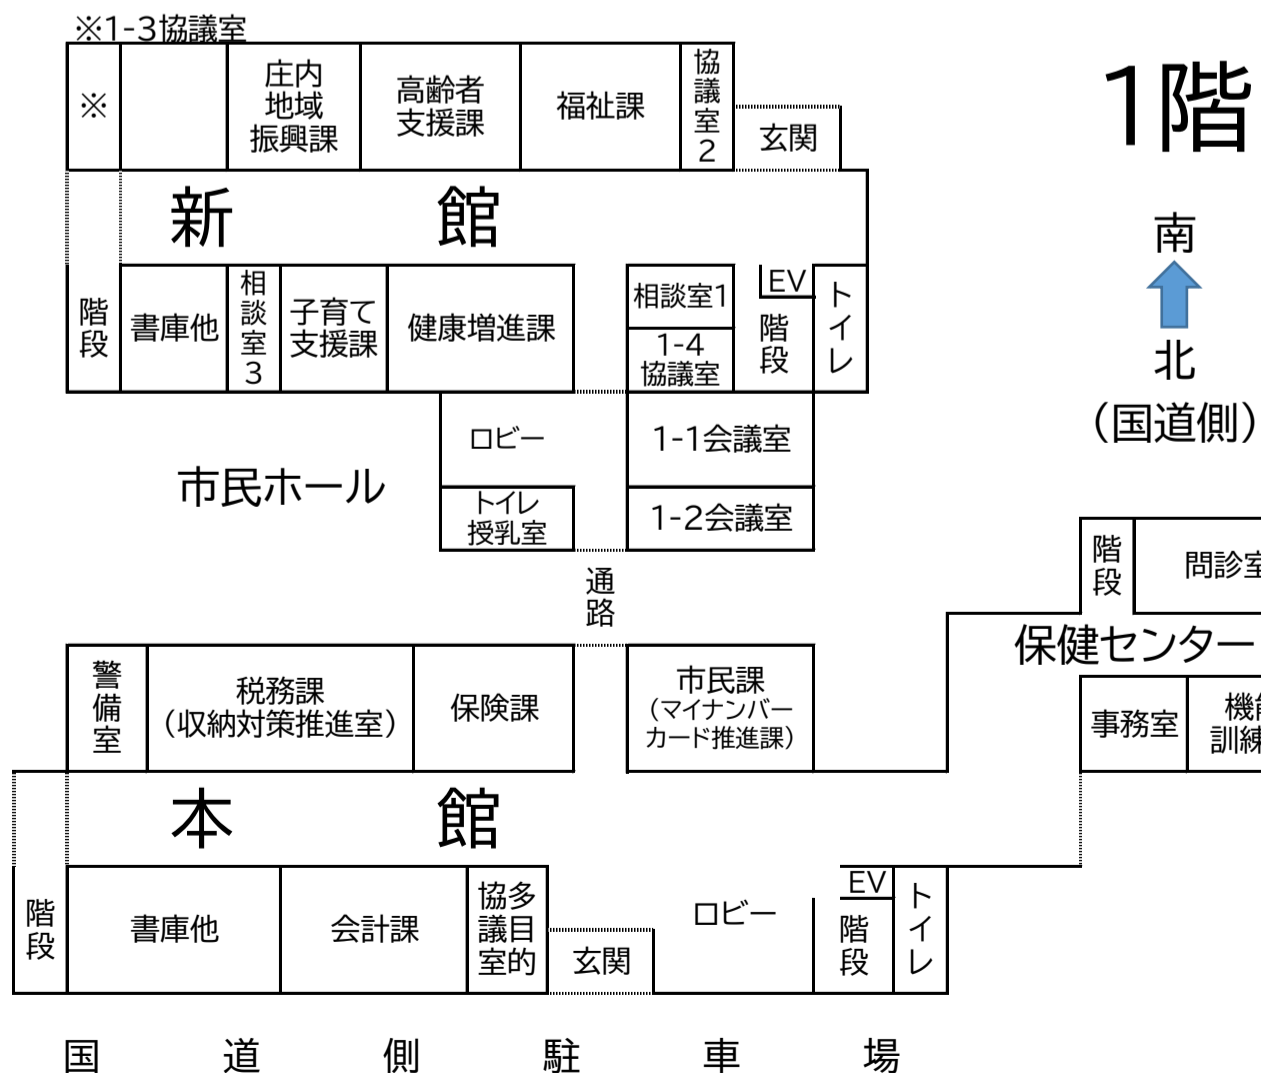 ※1-3協議室
1階
※
庄内
地域
振興課
高齢者
支援課
福祉課
協議室2
玄関
新館
南
北
(国道側)
階段
書庫他
相談室3
子育て
支援課
健康増進課
相談室1
1-4
協議室
EV
階段
トイレ
ロビー
1-1会議室
市民ホール
トイレ
授乳室
1-2会議室
通路
階段
問診室
保健センター
事務室
機能
訓練
警備室
税務課
(収納対策推進室)
保険課
市民課
(マイナンバー
カード推進課)
本館
階段
書庫他
会計課
多目的
協議室
玄関
ロビー
EV
階段
トイレ
国道側駐車場